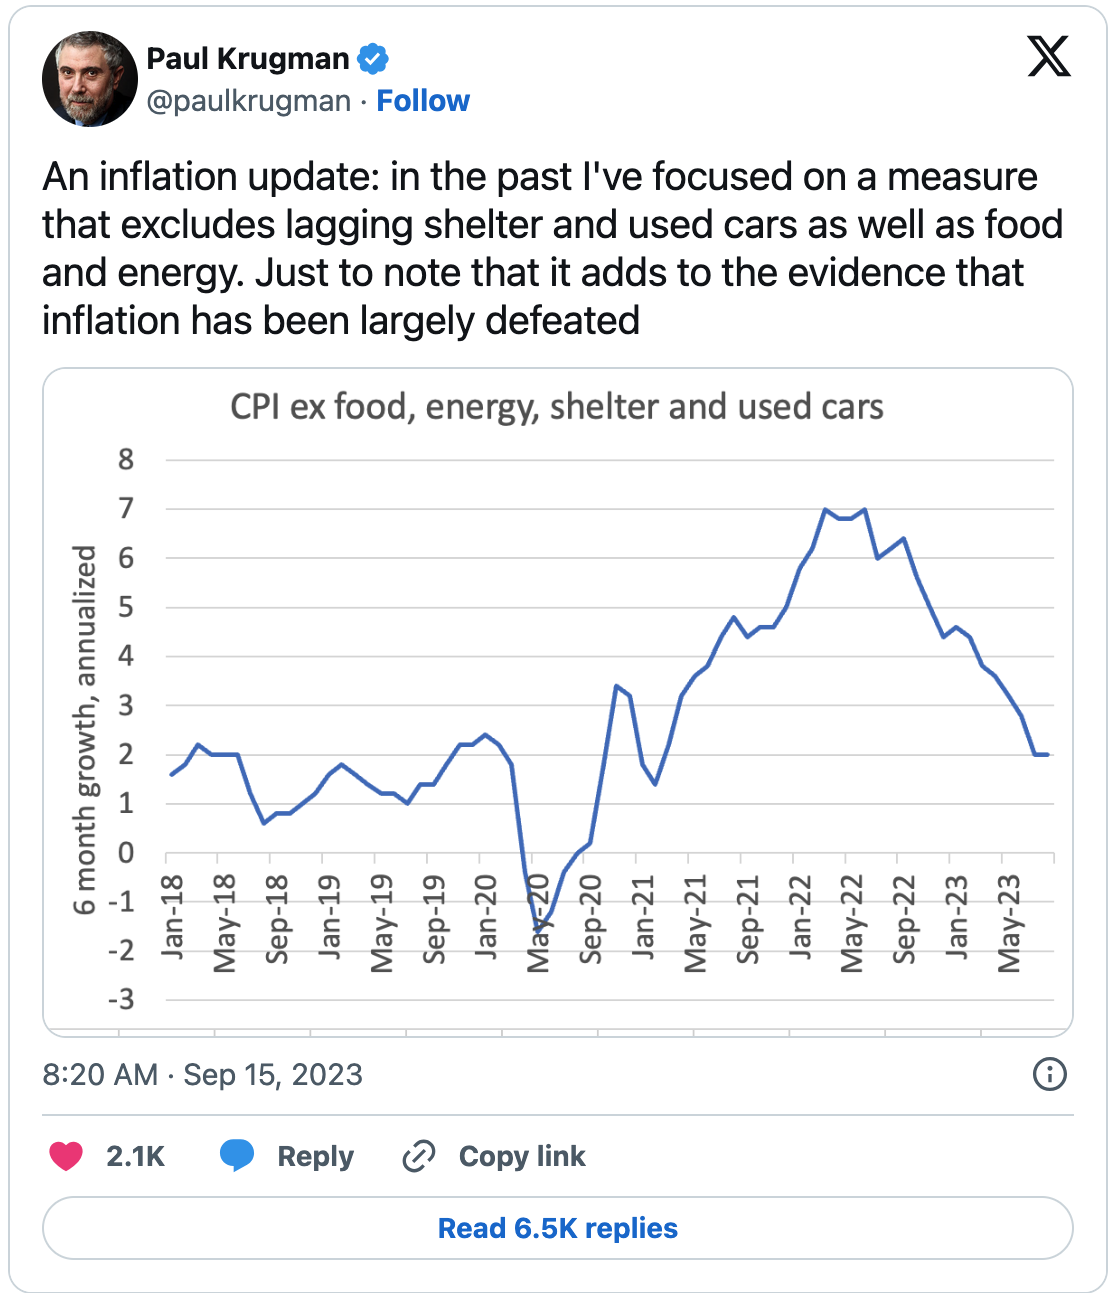 Paul Krugman
@paulkrugman · Follow
An inflation update: in the past I've focused on a measure
that excludes lagging shelter and used cars as well as food
and energy. Just to note that it adds to the evidence that
inflation has been largely defeated
CPI ex food, energy, shelter and used cars
6 month growth, annualized
8
7
6
5
4
3
2
1
0
-1
-2
-3
Jan-18
May-18
Sep-18
Jan-19
May-19
Sep-19
Jan-20
May-20
Sep-20
Jan-21
May-21
Sep-21
Jan-22
May-22
Sep-22
Jan-23
May-23
8:20 AM · Sep 15, 2023
2.1K
Reply
Copy link
Read 6.5K replies